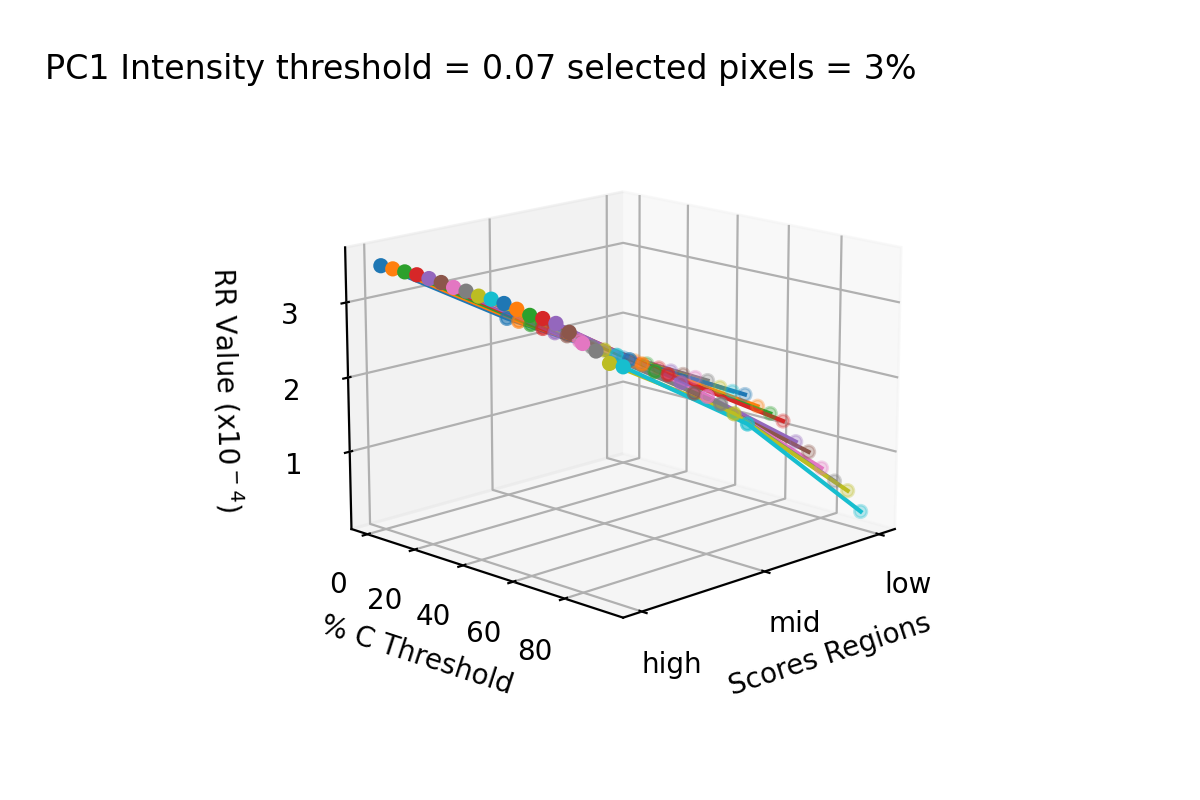 PC1 Intensity threshold = 0.07 selected pixels = 3%
RR Value (x10⁻⁴)
3
2
1
0
20
40
60
80
% C Threshold
high
mid
low
Scores Regions